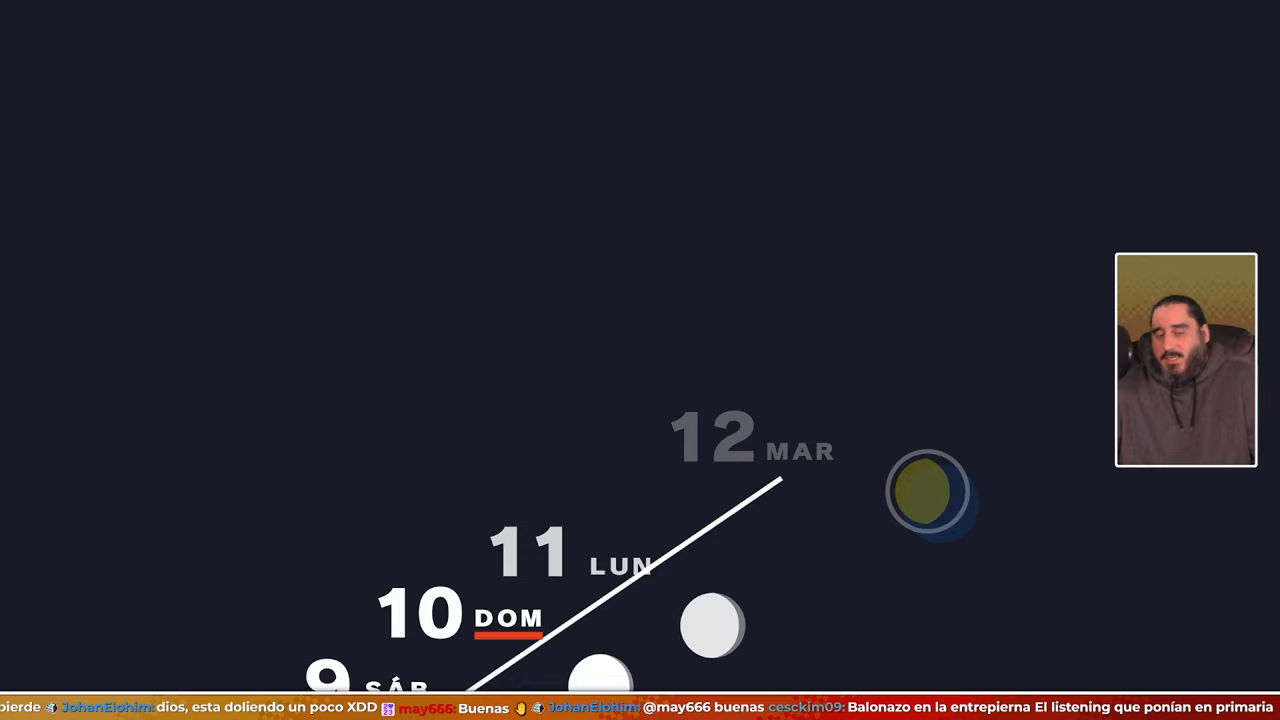 12 MAR
11 LUN
10 DOM
9 SÁB
pierde JohanElohim: dios, esta doliendo un poco XDD may666: Buenas 🤚 JohanElohim: @may666 buenas cesckim09: Balonazo en la entrepierna El listening que ponían en primaria